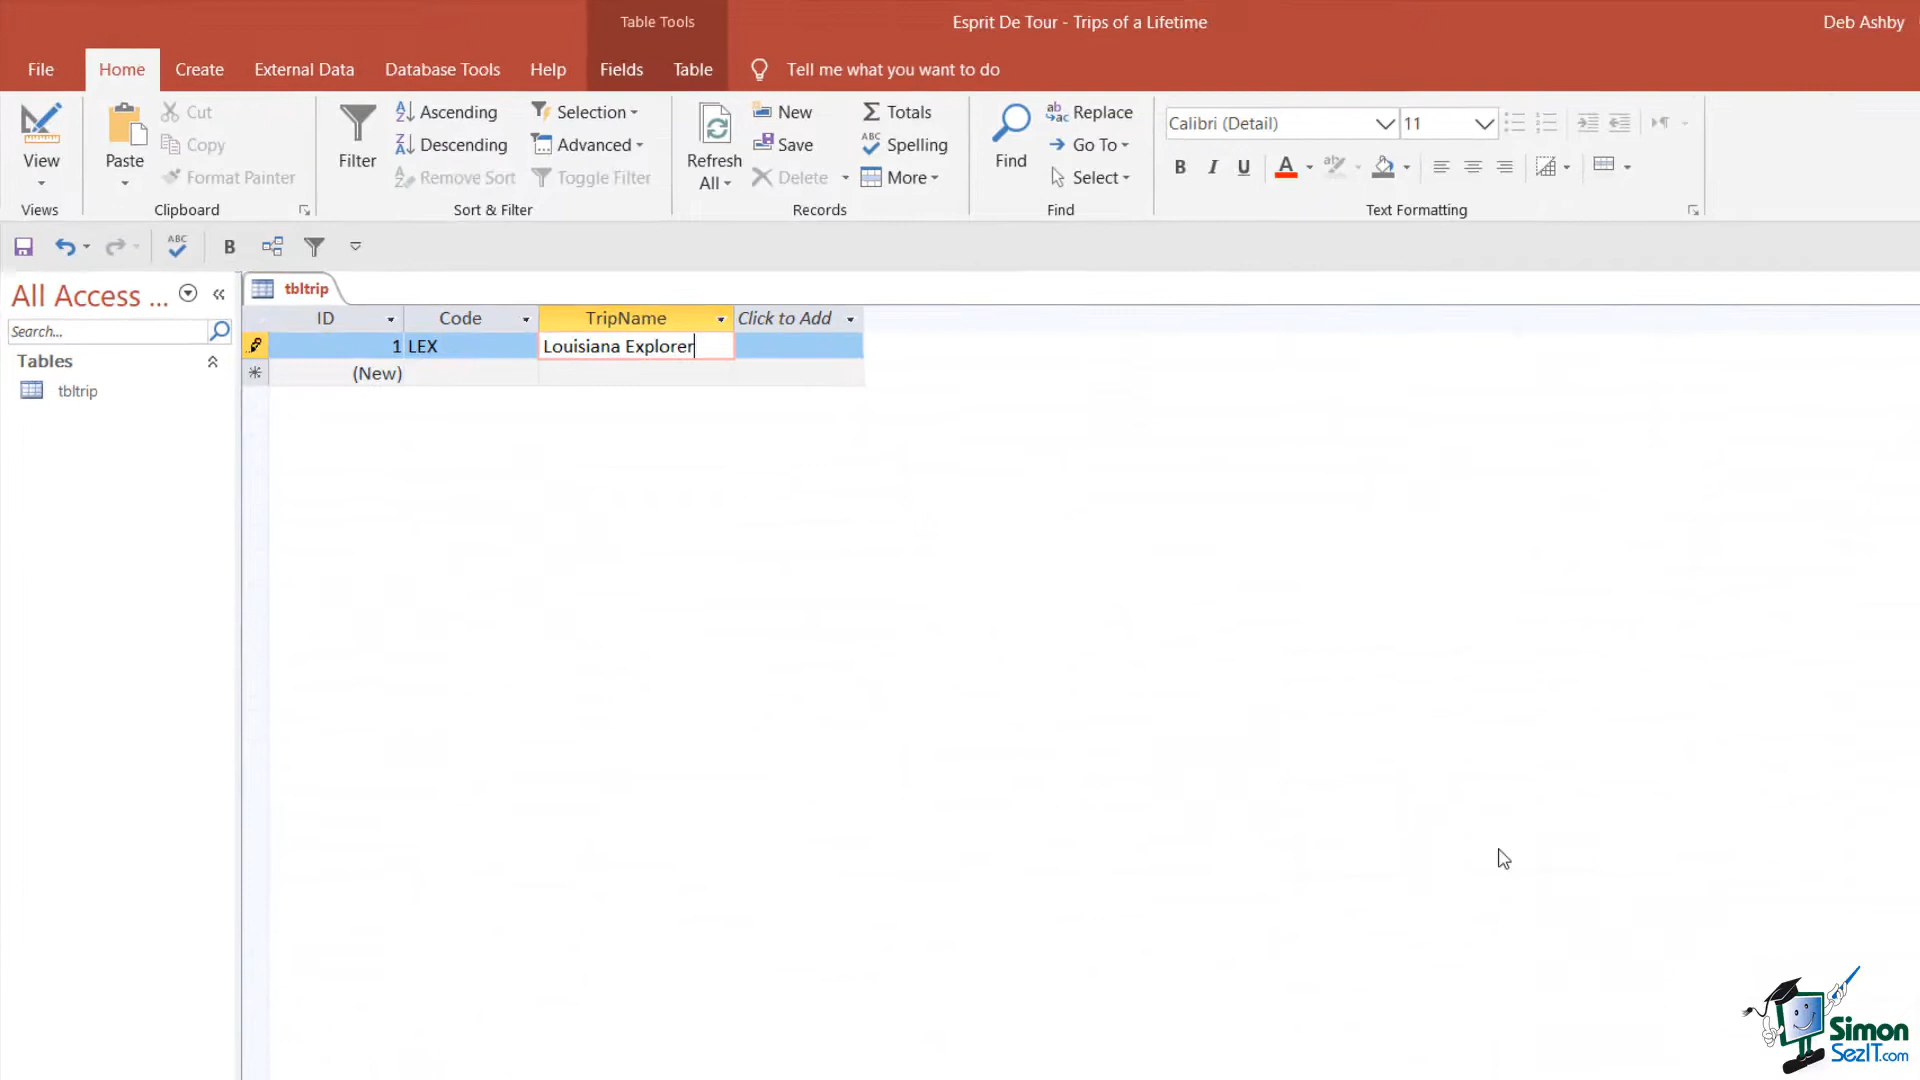 Table Tools
Esprit De Tour - Trips of a Lifetime
Deb Ashby
File Home Create External Data Database Tools Help Fields Table Tell me what you want to do
View
Views
Paste
Cut
Copy
Format Painter
Clipboard
Filter
Ascending
Descending
Remove Sort
Selection
Advanced
Toggle Filter
Sort & Filter
Refresh
All
New
Save
Delete
Totals
Spelling
More
Records
Find
Replace
Go To
Select
Find
Calibri (Detail) 11
B I U A
Text Formatting
ABC B
All Access ...
Search...
Tables
tbltrip
tbltrip
ID Code TripName Click to Add
1 LEX Louisiana Explorer
(New)
Simon
SezIT.com